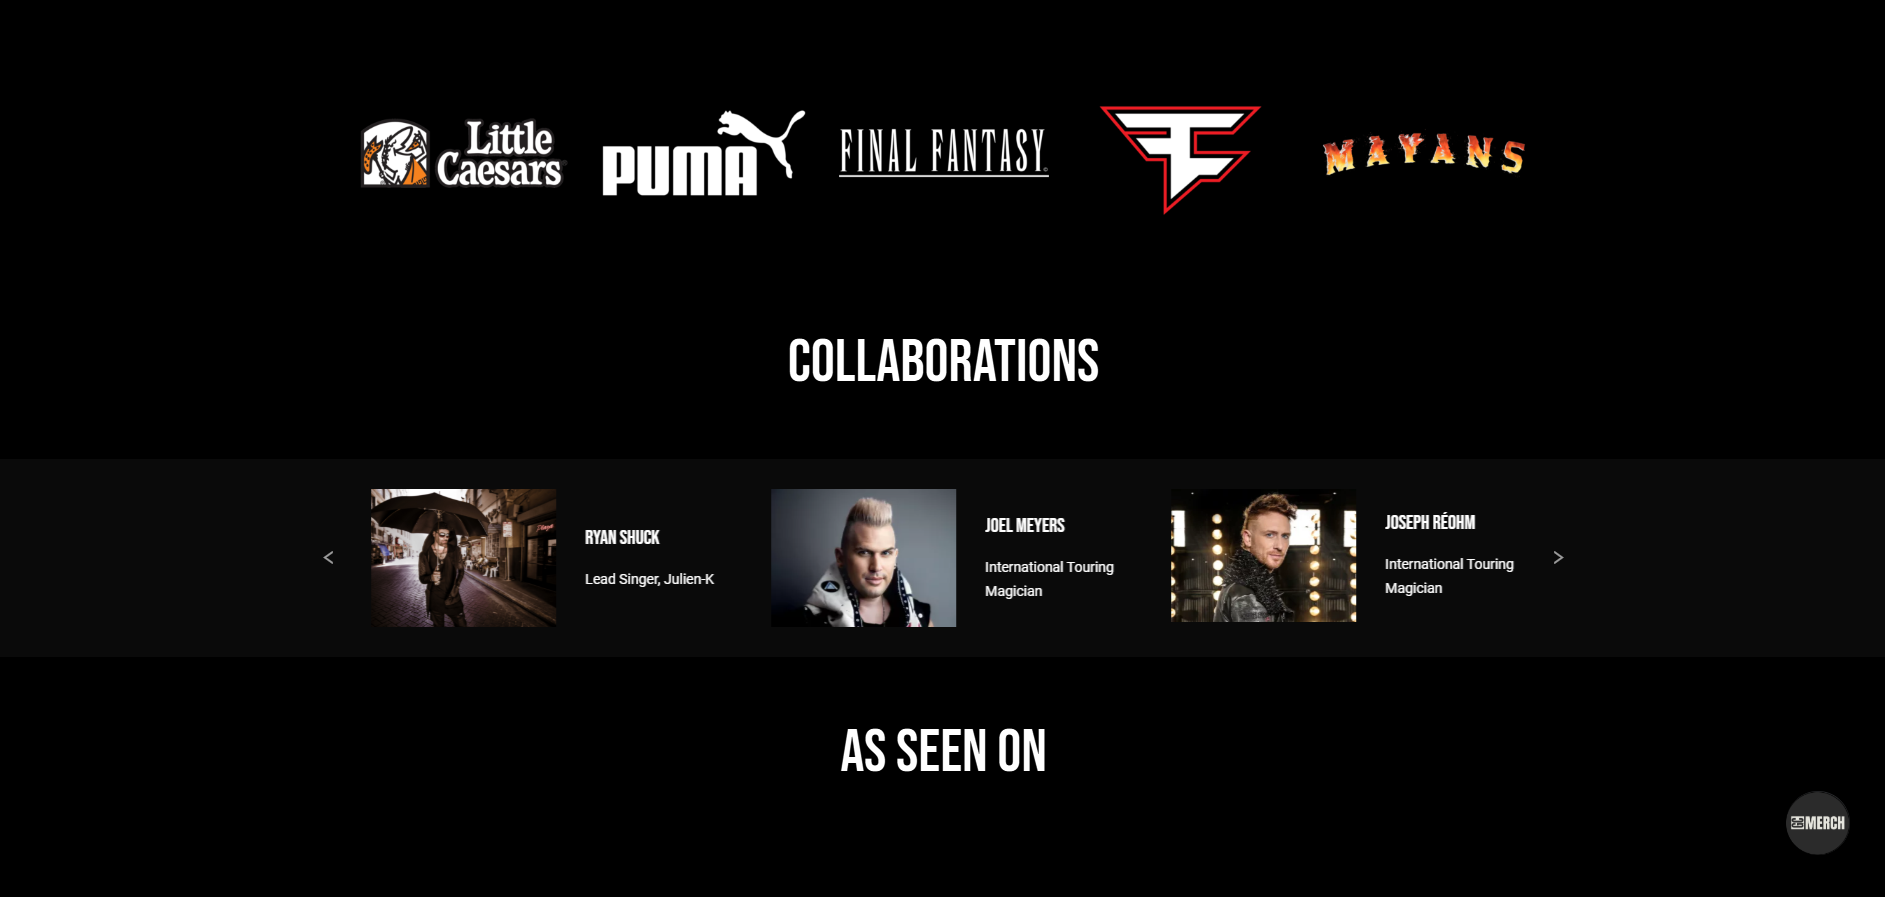 Little
Caesars
PUMA
FINAL FANTASY
MAYANS
COLLABORATIONS
RYAN SHUCK
Lead Singer, Julien-K
JOEL MEYERS
International Touring
Magician
JOSEPH RÉOHM
International Touring
Magician
AS SEEN ON
MERCH